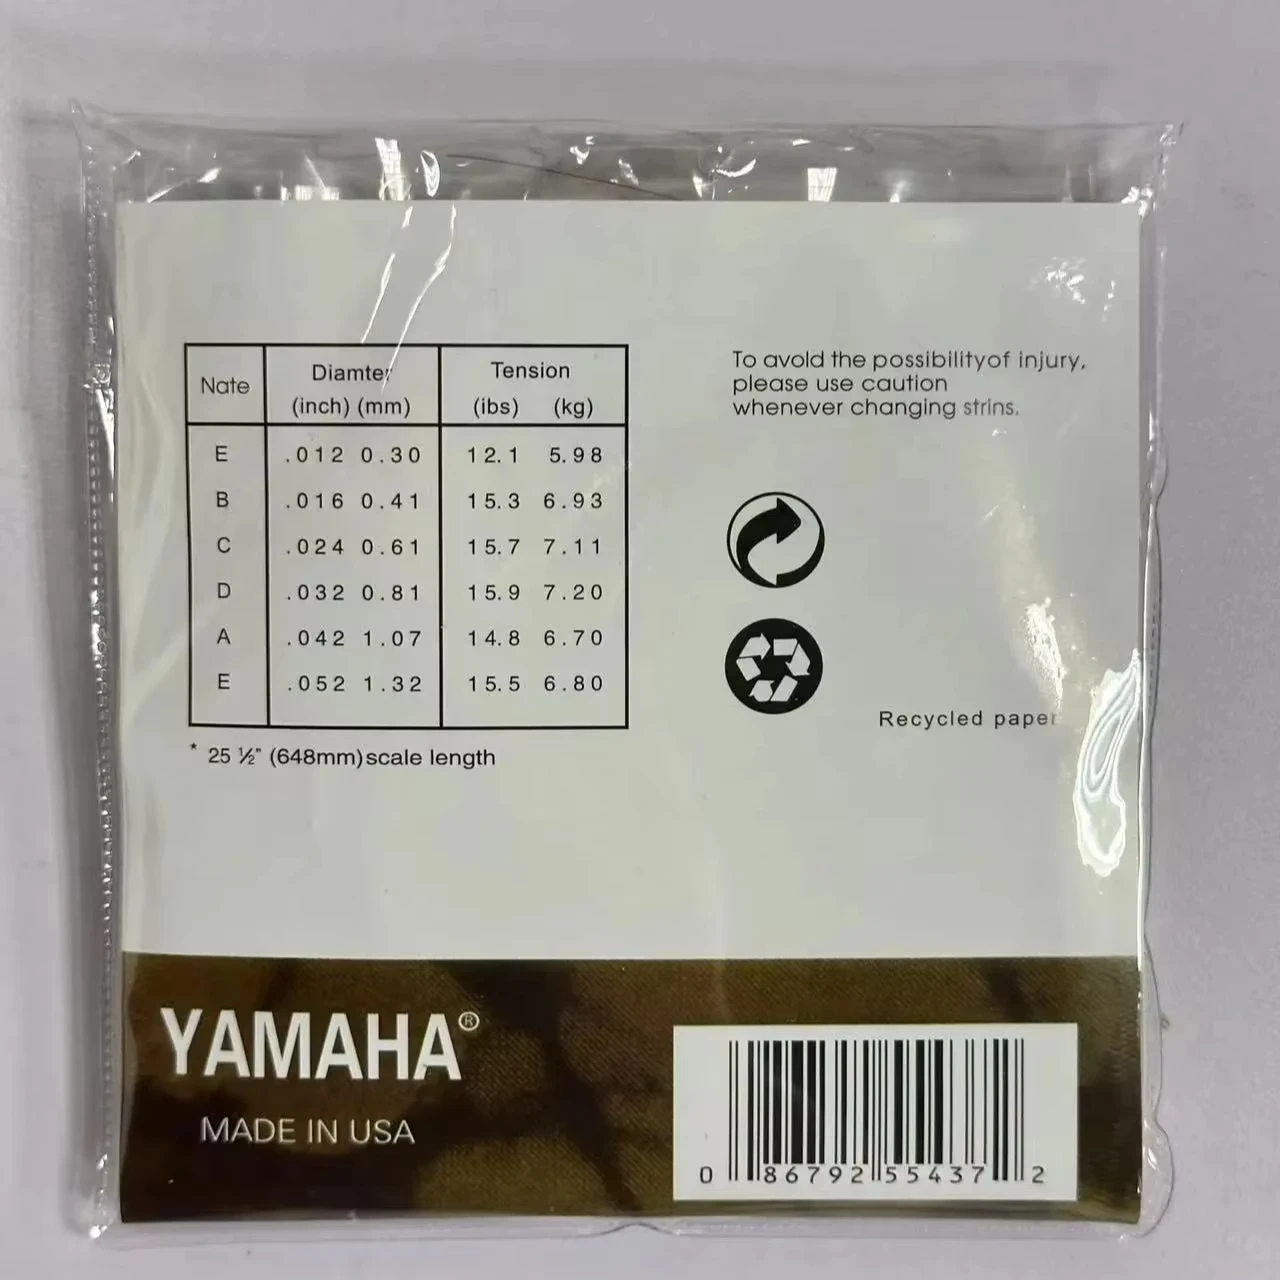 Nate Diamter Tension
(inch) (mm) (ibs) (kg)
E .012 0.30 12.1 5.98
B .016 0.41 15.3 6.93
C .024 0.61 15.7 7.11
D .032 0.81 15.9 7.20
A .042 1.07 14.8 6.70
E .052 1.32 15.5 6.80
* 25 ½" (648mm)scale length
To avold the possibilityof injury,
please use caution
whenever changing strins.
Recycled paper
YAMAHA®
MADE IN USA
0 86792 55437 2